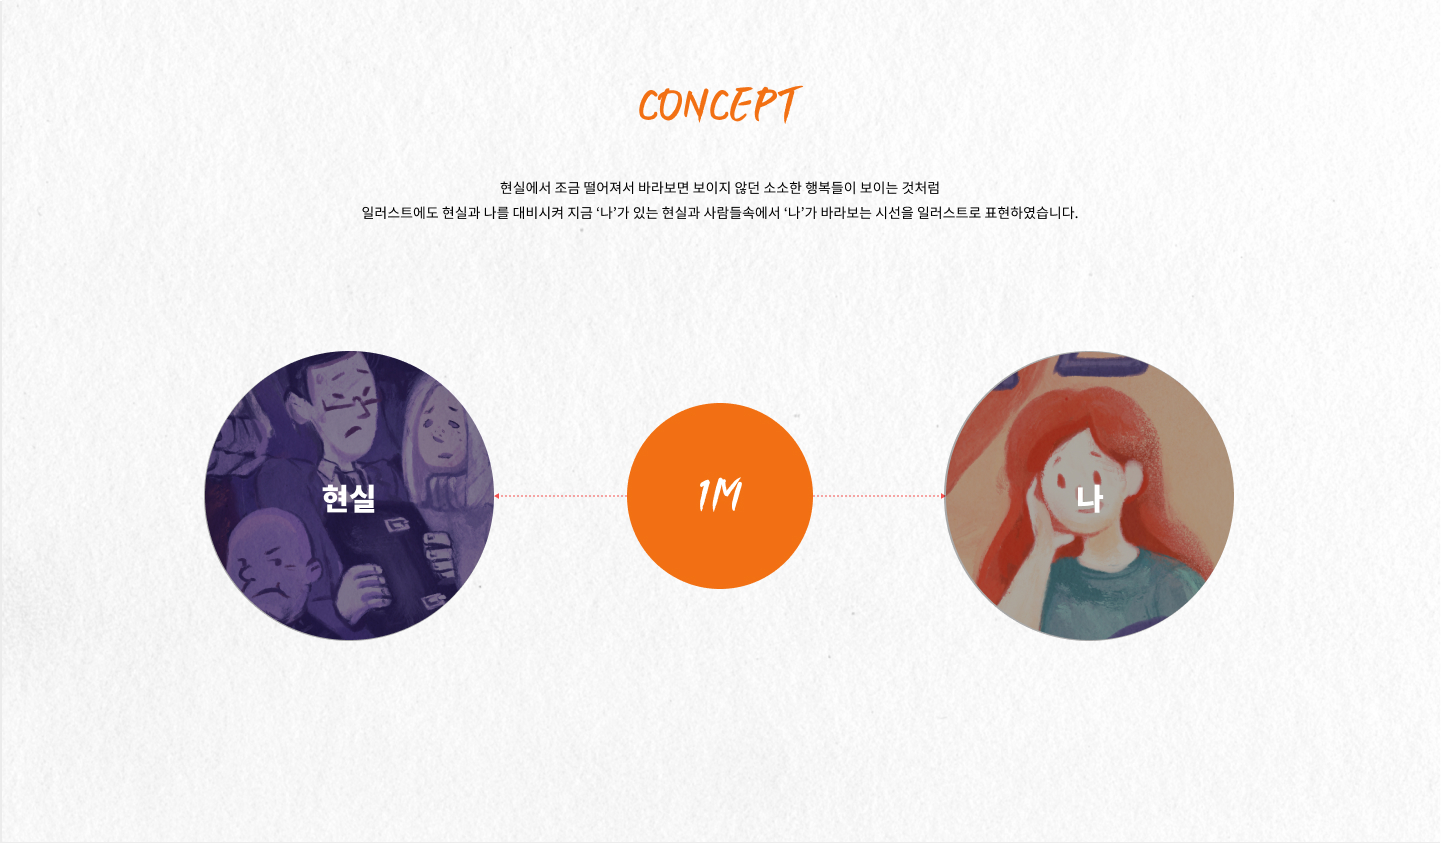 CONCEPT
현실에서 조금 떨어져서 바라보면 보이지 않던 소소한 행복들이 보이는 것처럼
일러스트에도 현실과 나를 대비시켜 지금 ‘나’가 있는 현실과 사람들속에서 ‘나’가 바라보는 시선을 일러스트로 표현하였습니다.
현실
1M
나